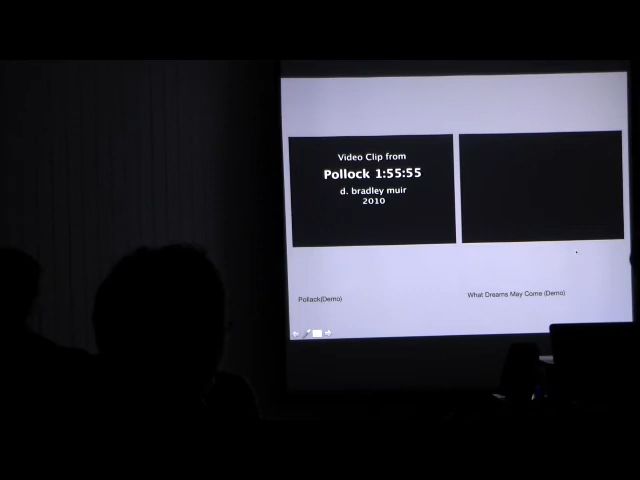 Video Clip from
Pollock 1:55:55
d. bradley muir
2010
Pollack(Demo)
What Dreams May Come (Demo)